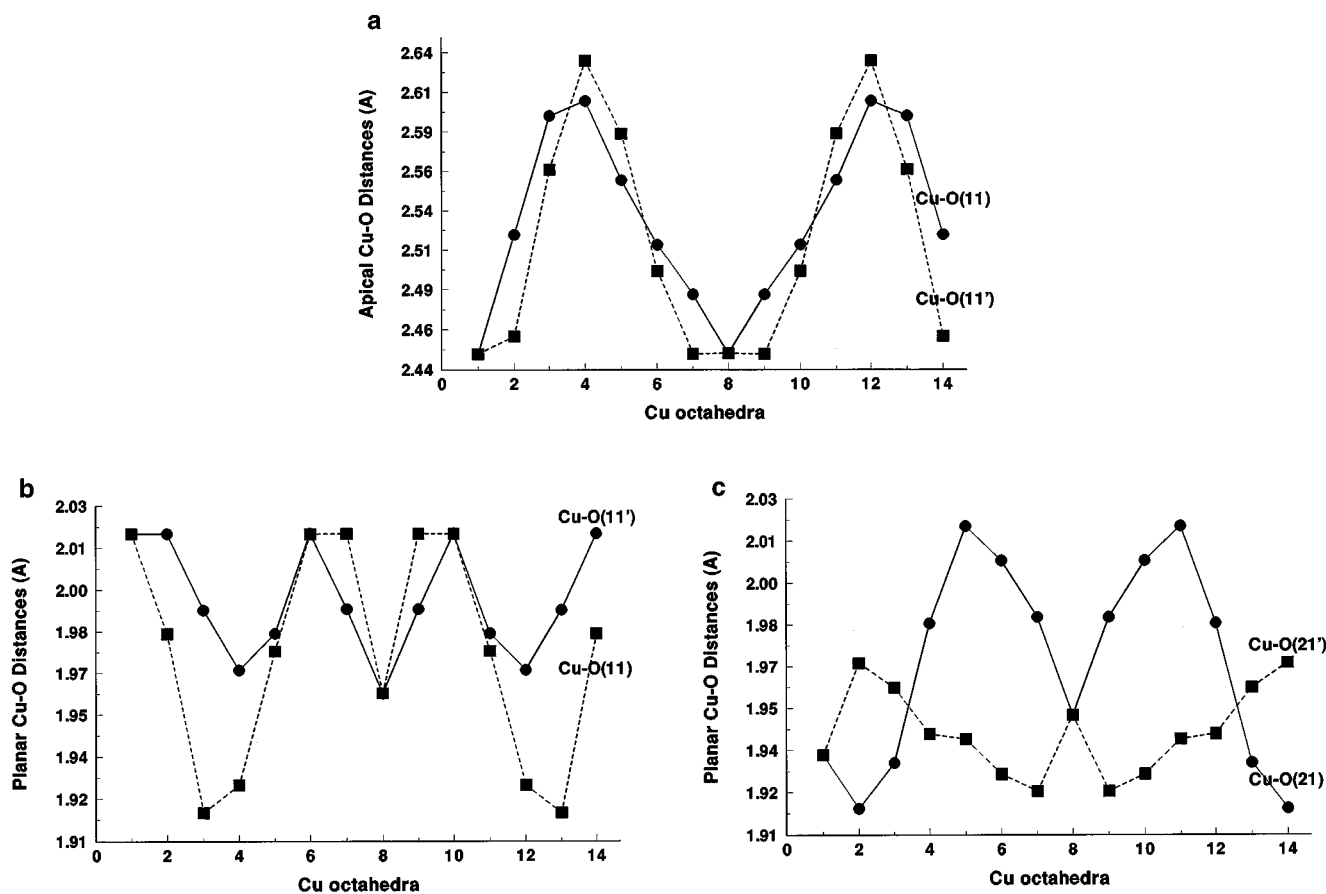 a
Apical Cu-O Distances (A)
2.64
2.61
2.59
2.56
2.54
2.51
2.49
2.46
2.44
Cu-O(11)
Cu-O(11')
0 2 4 6 8 10 12 14
Cu octahedra
b
Planar Cu-O Distances (A)
2.03
2.01
2.00
1.98
1.97
1.95
1.94
1.92
1.91
Cu-O(11')
Cu-O(11)
0 2 4 6 8 10 12 14
Cu octahedra
c
Planar Cu-O Distances (A)
2.03
2.01
2.00
1.98
1.97
1.95
1.94
1.92
1.91
Cu-O(21')
Cu-O(21)
0 2 4 6 8 10 12 14
Cu octahedra